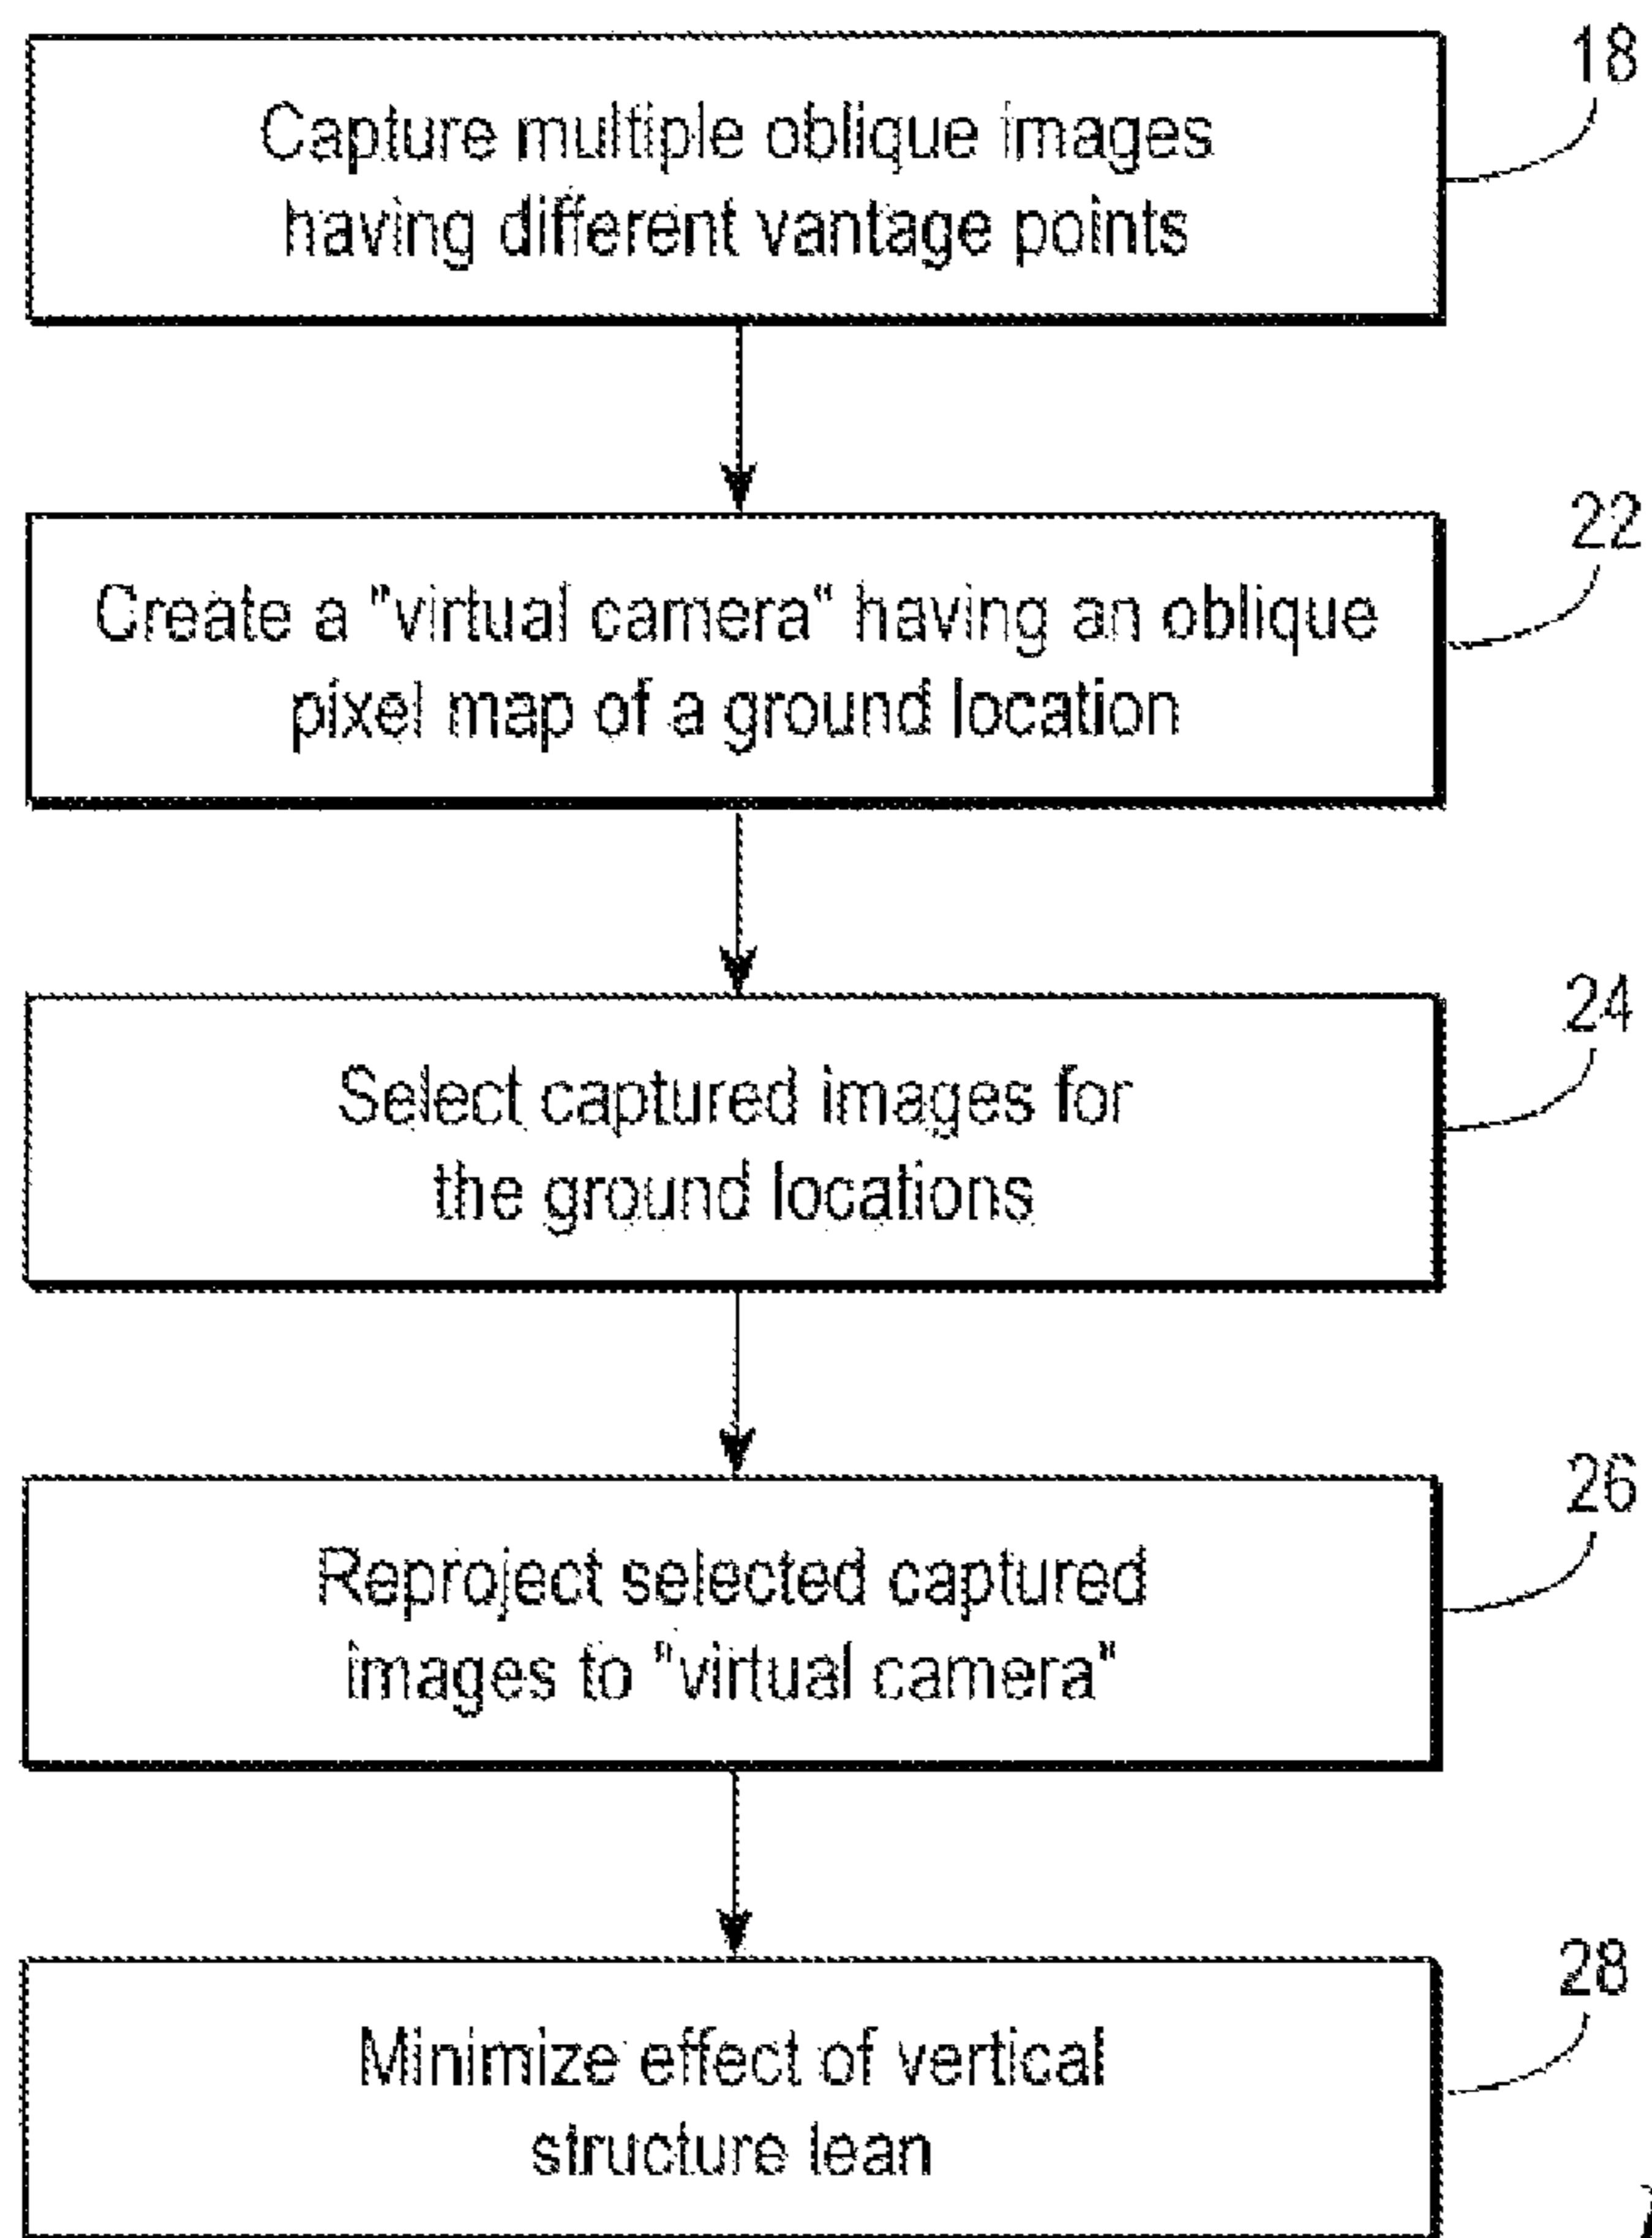 18
Capture multiple oblique images
having different vantage points
22
Create a "virtual camera" having an oblique
pixel map of a ground location
24
Select captured images for
the ground locations
26
Reproject selected captured
images to "virtual camera"
28
Minimize effect of vertical
structure lean